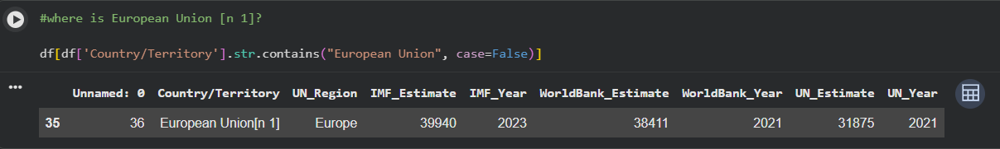 #where is European Union [n 1]?
df[df['Country/Territory'].str.contains("European Union", case=False)]
Unnamed: 0 Country/Territory UN_Region IMF_Estimate IMF_Year WorldBank_Estimate WorldBank_Year UN_Estimate UN_Year
35 36 European Union[n 1] Europe 39940 2023 38411 2021 31875 2021